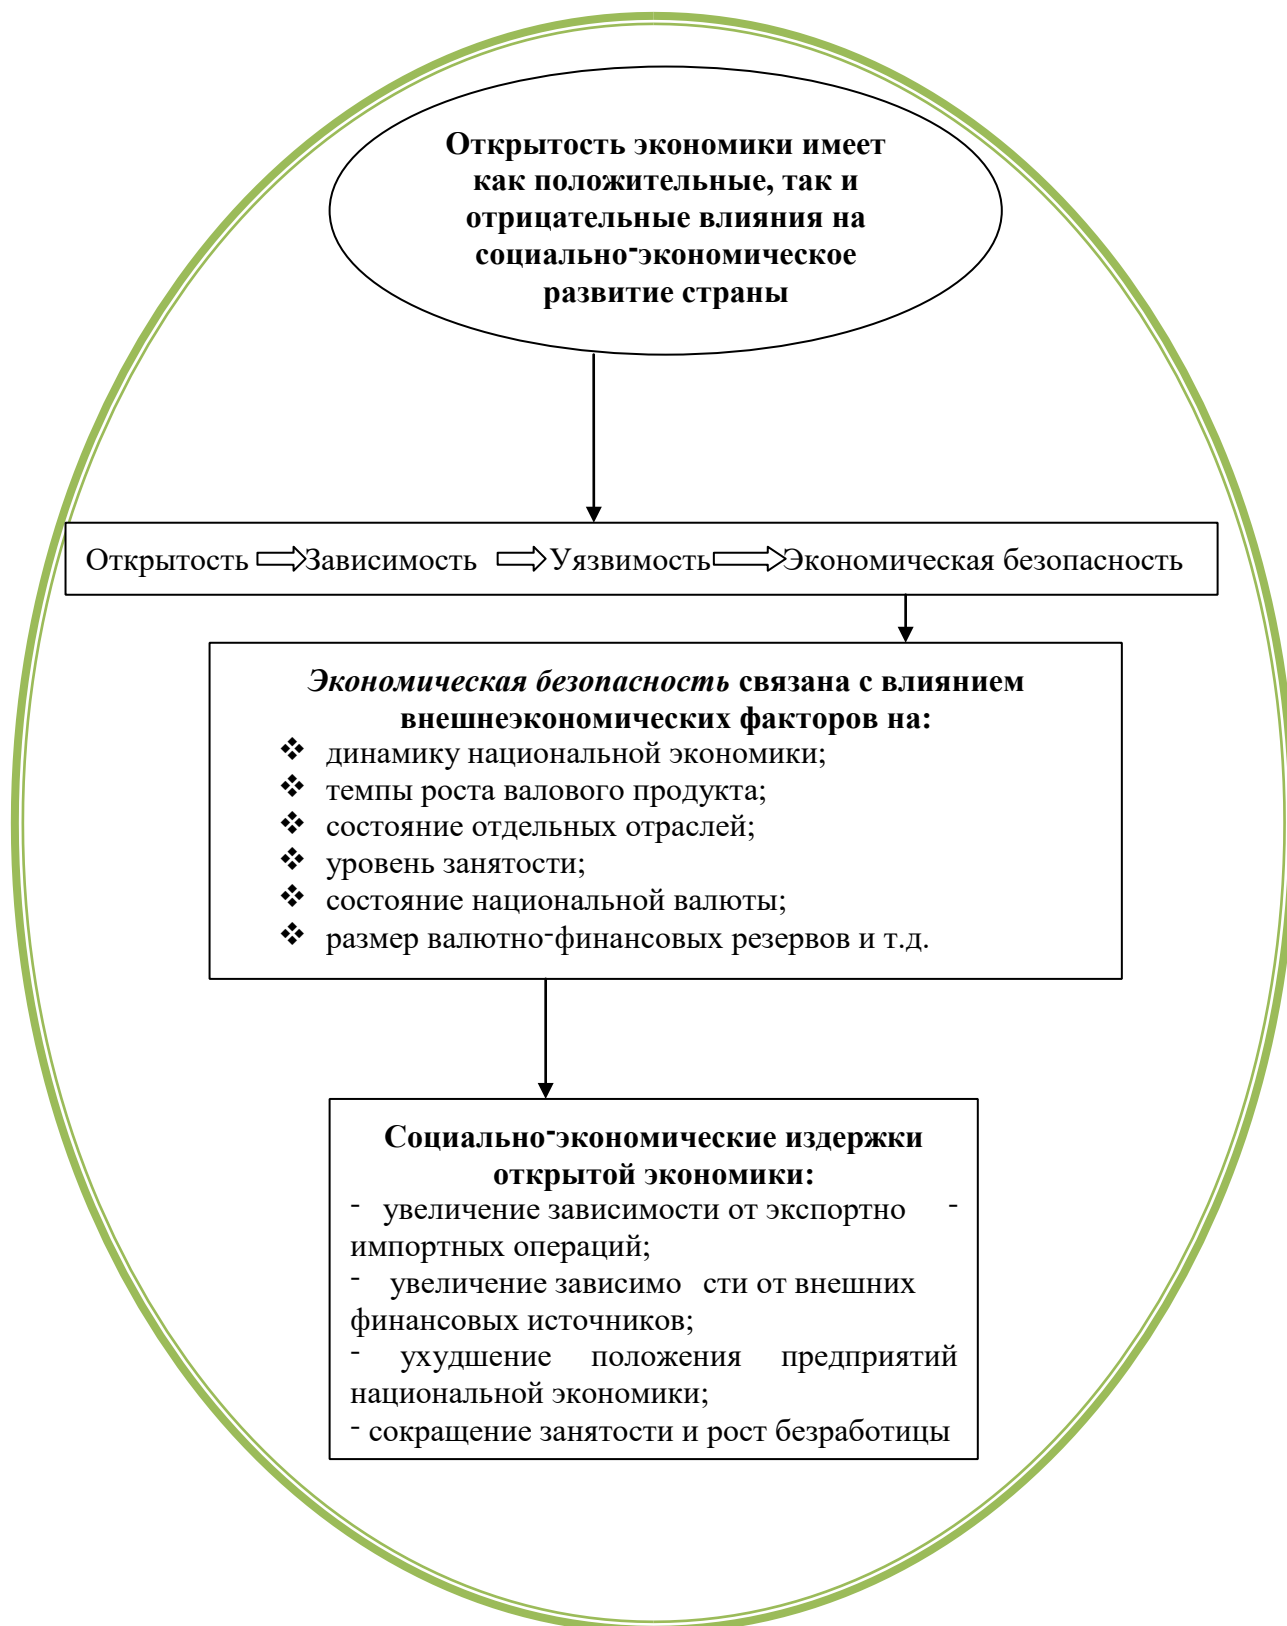 Открытость экономики имеет
как положительные, так и
отрицательные влияния на
социально-экономическое
развитие страны
Открытость Зависимость Уязвимость Экономическая безопасность
Экономическая безопасность связана с влиянием
внешнеэкономических факторов на:
❖ динамику национальной экономики;
❖ темпы роста валового продукта;
❖ состояние отдельных отраслей;
❖ уровень занятости;
❖ состояние национальной валюты;
❖ размер валютно-финансовых резервов и т.д.
Социально-экономические издержки
открытой экономики:
- увеличение зависимости от экспортно -
импортных операций;
- увеличение зависимо сти от внешних
финансовых источников;
- ухудшение положения предприятий
национальной экономики;
- сокращение занятости и рост безработицы